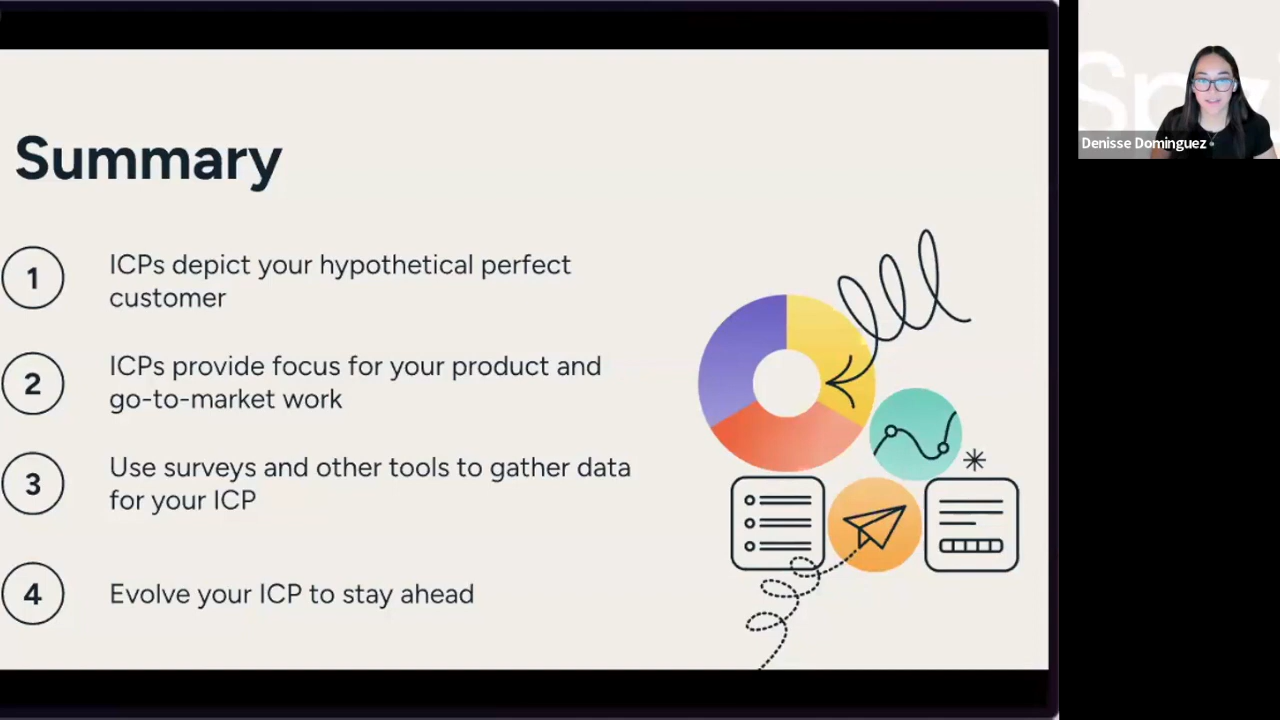 Summary
1
ICPs depict your hypothetical perfect
customer
2
ICPs provide focus for your product and
go-to-market work
3
Use surveys and other tools to gather data
for your ICP
4
Evolve your ICP to stay ahead
Denisse Dominguez